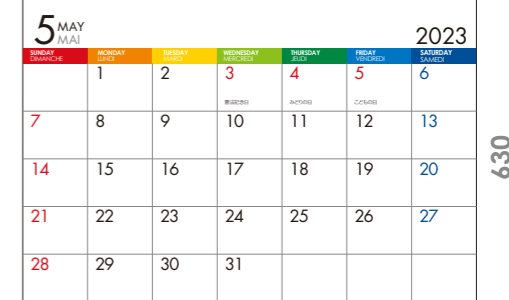 5 MAY
MAI
2023
SUNDAY MONDAY TUESDAY WEDNESDAY THURSDAY FRIDAY SATURDAY
DIMANCHE LUNDI MARDI MERCREDI JEUDI VENDREDI SAMEDI
1 2 3 4 5 6
憲法記念日 みどりの日 こどもの日
7 8 9 10 11 12 13
630
14 15 16 17 18 19 20
21 22 23 24 25 26 27
28 29 30 31